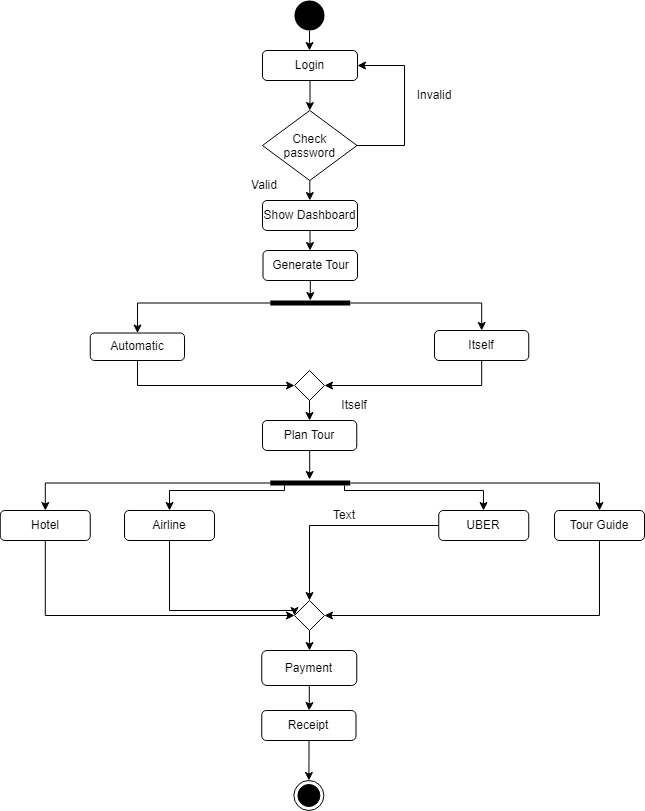 Login
Invalid
Check
password
Valid
Show Dashboard
Generate Tour
Automatic
Itself
Itself
Plan Tour
Hotel
Airline
Text
UBER
Tour Guide
Payment
Receipt